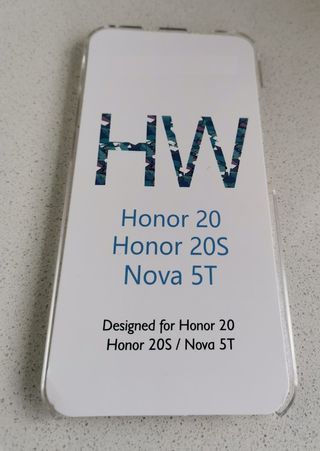 HW
Honor 20
Honor 20S
Nova 5T
Designed for Honor 20
Honor 20S / Nova 5T